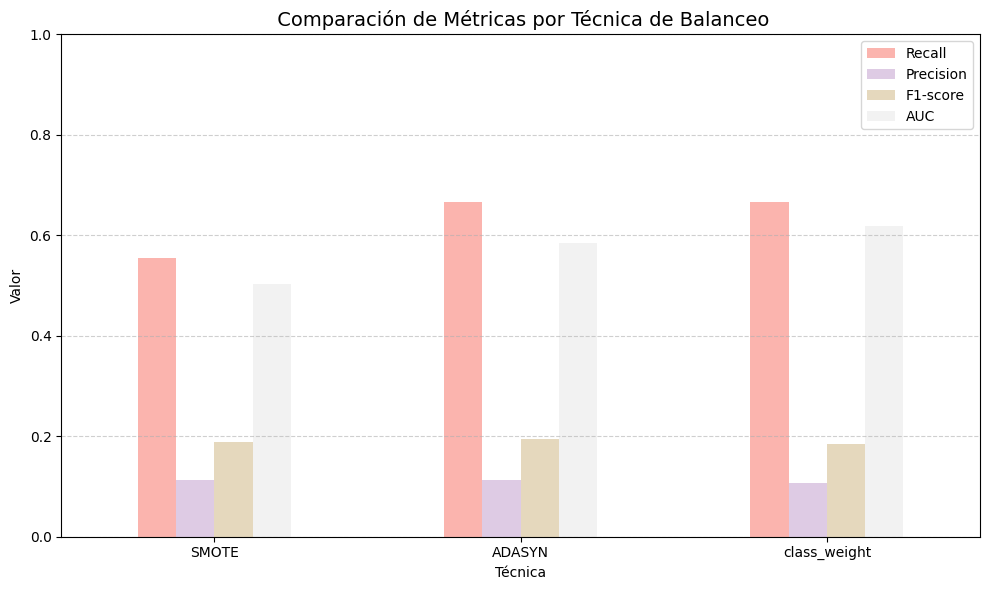 Comparación de Métricas por Técnica de Balanceo
Recall
Precision
F1-score
AUC
Valor
1.0
0.8
0.6
0.4
0.2
0.0
SMOTE
ADASYN
class_weight
Técnica